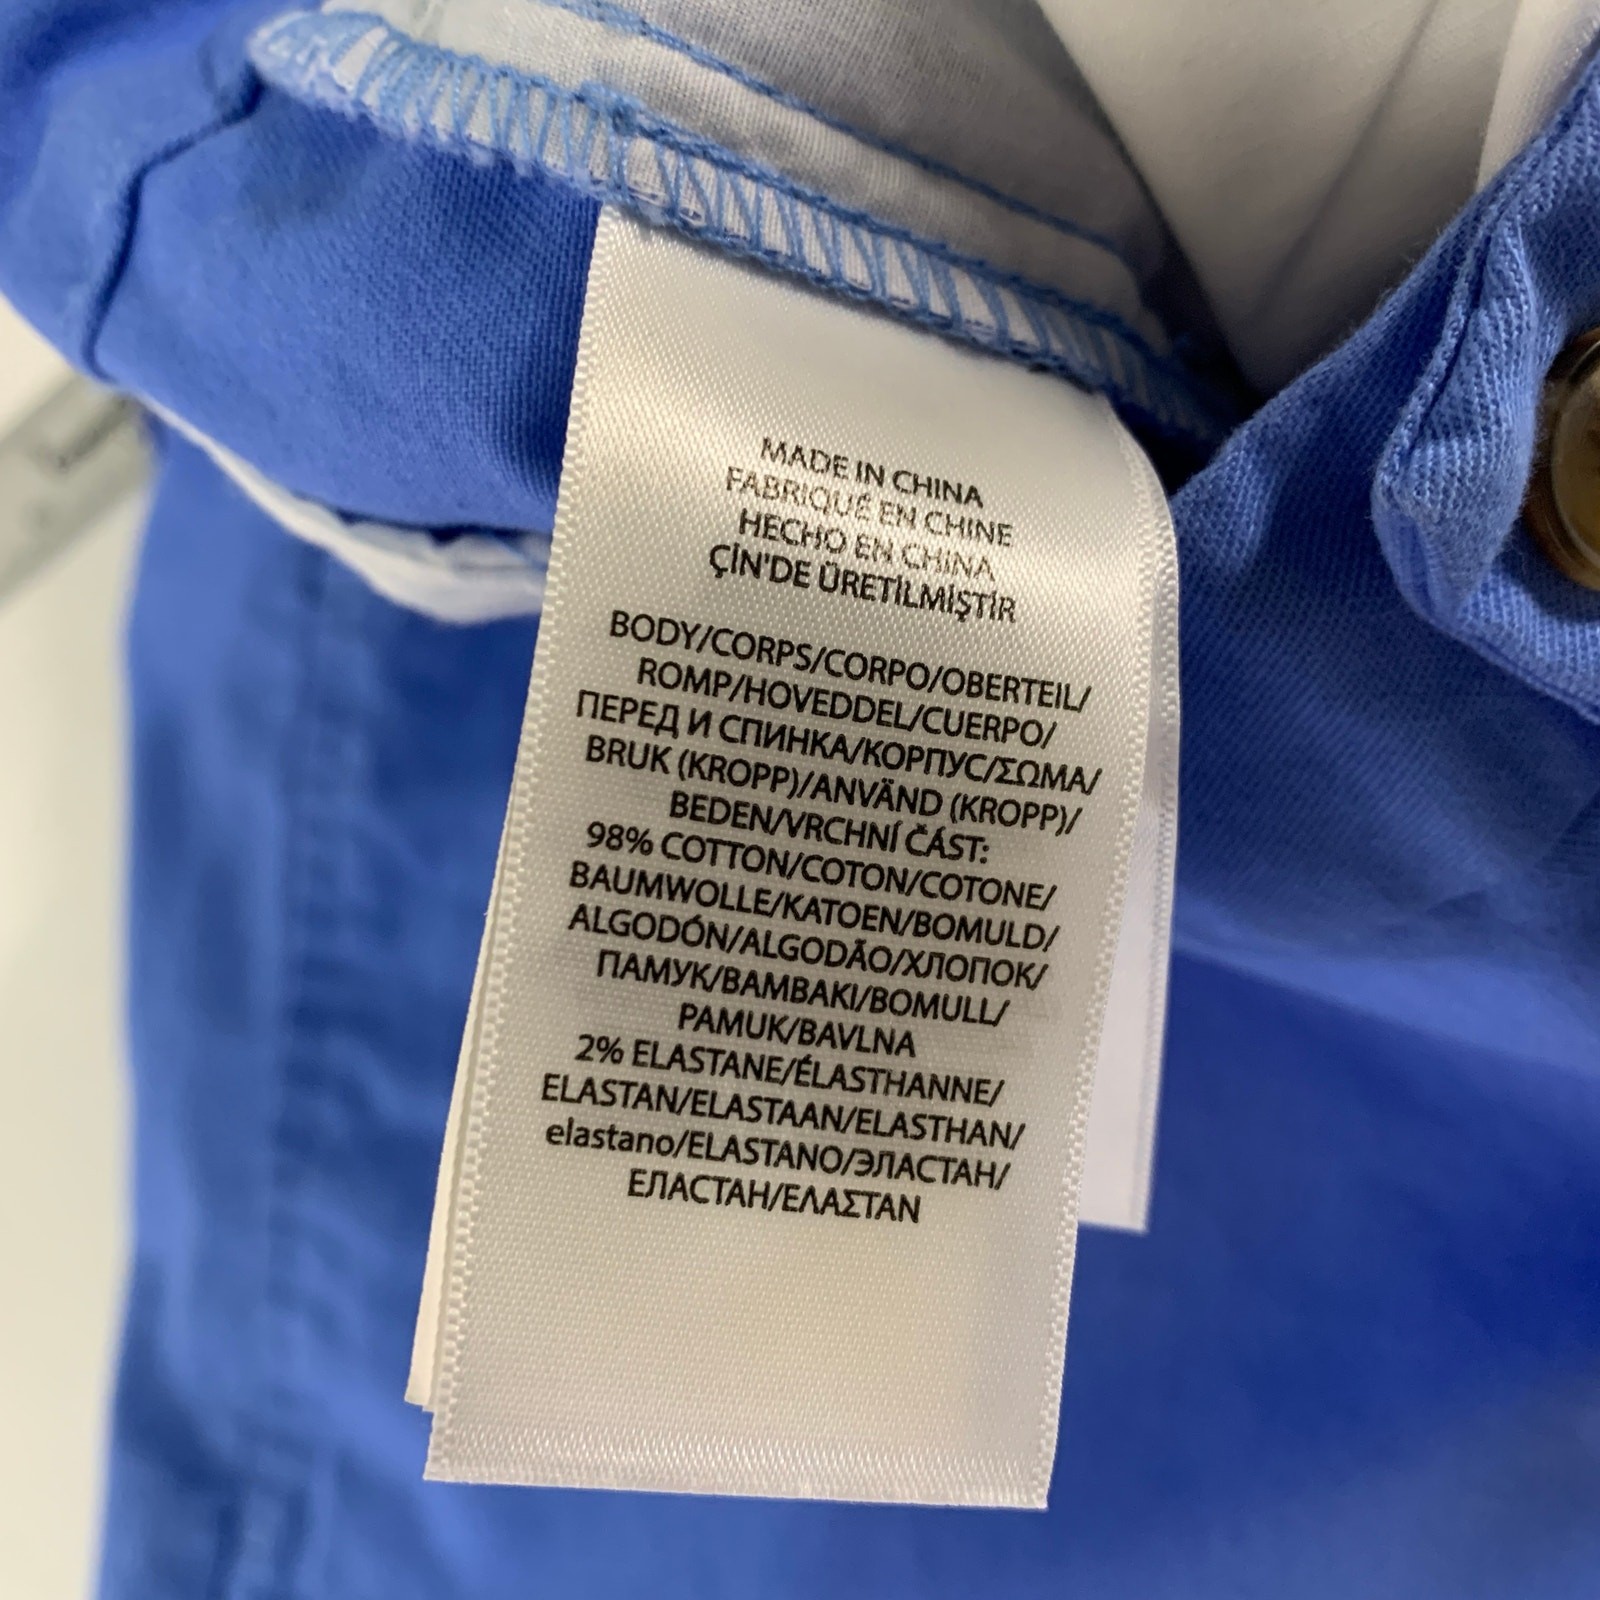 MADE IN CHINA
FABRIQUÉ EN CHINE
HECHO EN CHINA
ÇİN'DE ÜRETİLMİŞTİR
BODY/CORPS/CORPO/OBERTEIL/
ROMP/HOVEDDEL/CUERPO/
ПЕРЕД И СПИНКА/КОРПУС/ΣΩΜΑ/
BRUK (KROPP)/ANVÄND (KROPP)/
BEDEN/VRCHNÍ ČÁST:
98% COTTON/COTON/COTONE/
BAUMWOLLE/KATOEN/BOMULD/
ALGODÓN/ALGODÃO/ХЛОПОК/
ПАМУК/BAMBAKI/BOMULL/
PAMUK/BAVLNA
2% ELASTANE/ÉLASTHANNE/
ELASTAN/ELASTAAN/ELASTHAN/
elastano/ELASTANO/ЭЛАСТАН/
ЕЛАСТАН/ΕΛΑΣΤΑΝ